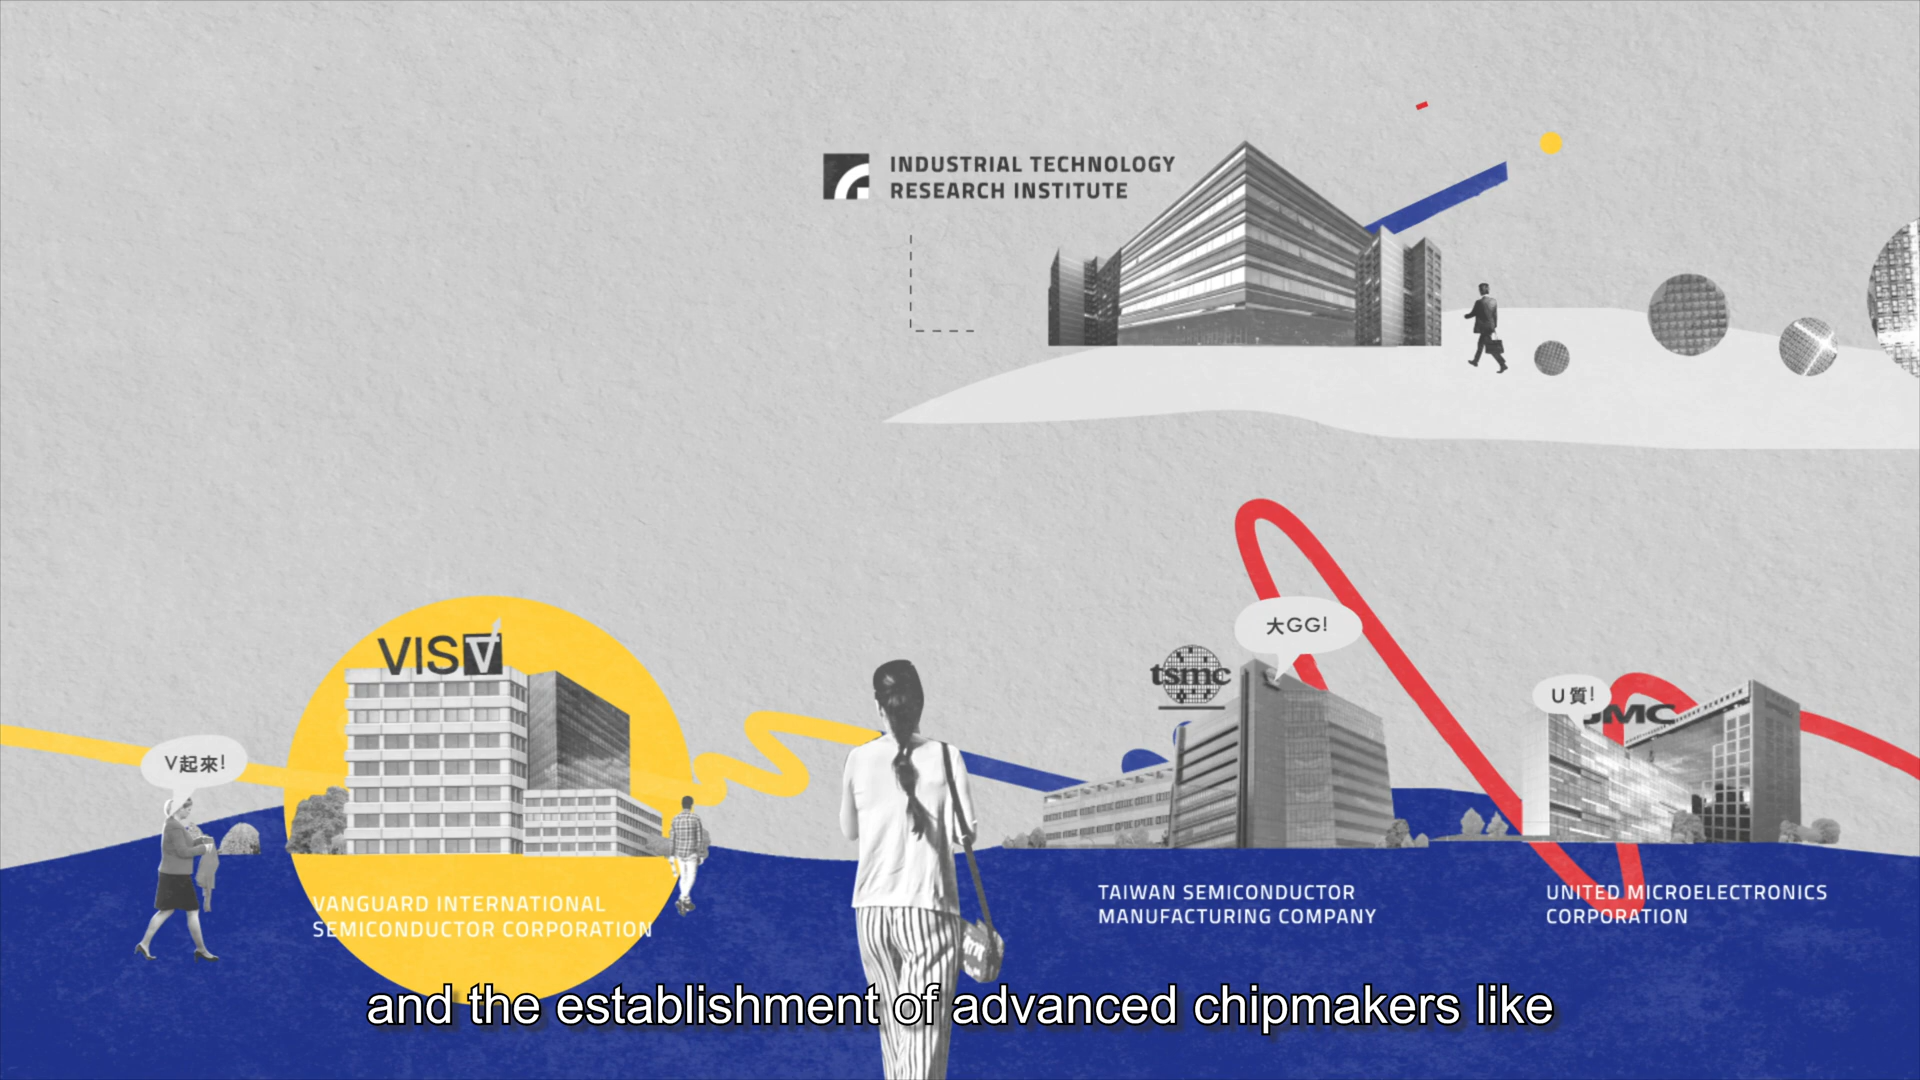 INDUSTRIAL TECHNOLOGY
RESEARCH INSTITUTE
VIS
V
V起來!
VANGUARD INTERNATIONAL
SEMICONDUCTOR CORPORATION
大GG!
tsmc
TAIWAN SEMICONDUCTOR
MANUFACTURING COMPANY
U質!
UMC
UNITED MICROELECTRONICS
CORPORATION
and the establishment of advanced chipmakers like